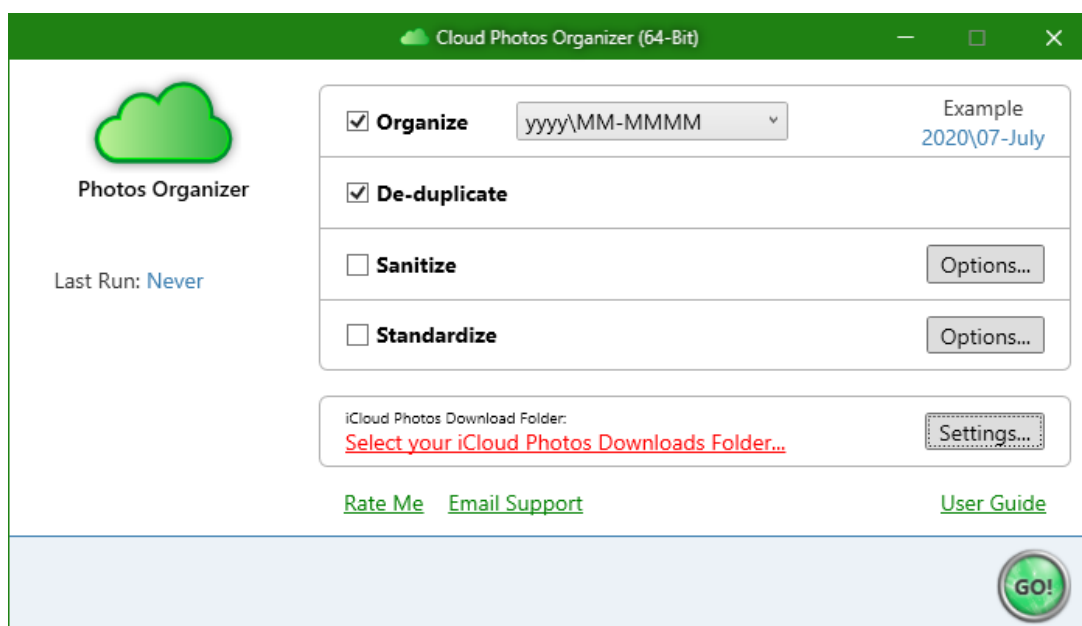 Cloud Photos Organizer (64-Bit)
Photos Organizer
Last Run: Never
Organize
yyyy\MM-MMMM
Example
2020\07-July
De-duplicate
Sanitize
Options...
Standardize
Options...
iCloud Photos Download Folder:
Select your iCloud Photos Downloads Folder...
Settings...
Rate Me
Email Support
User Guide
GO!